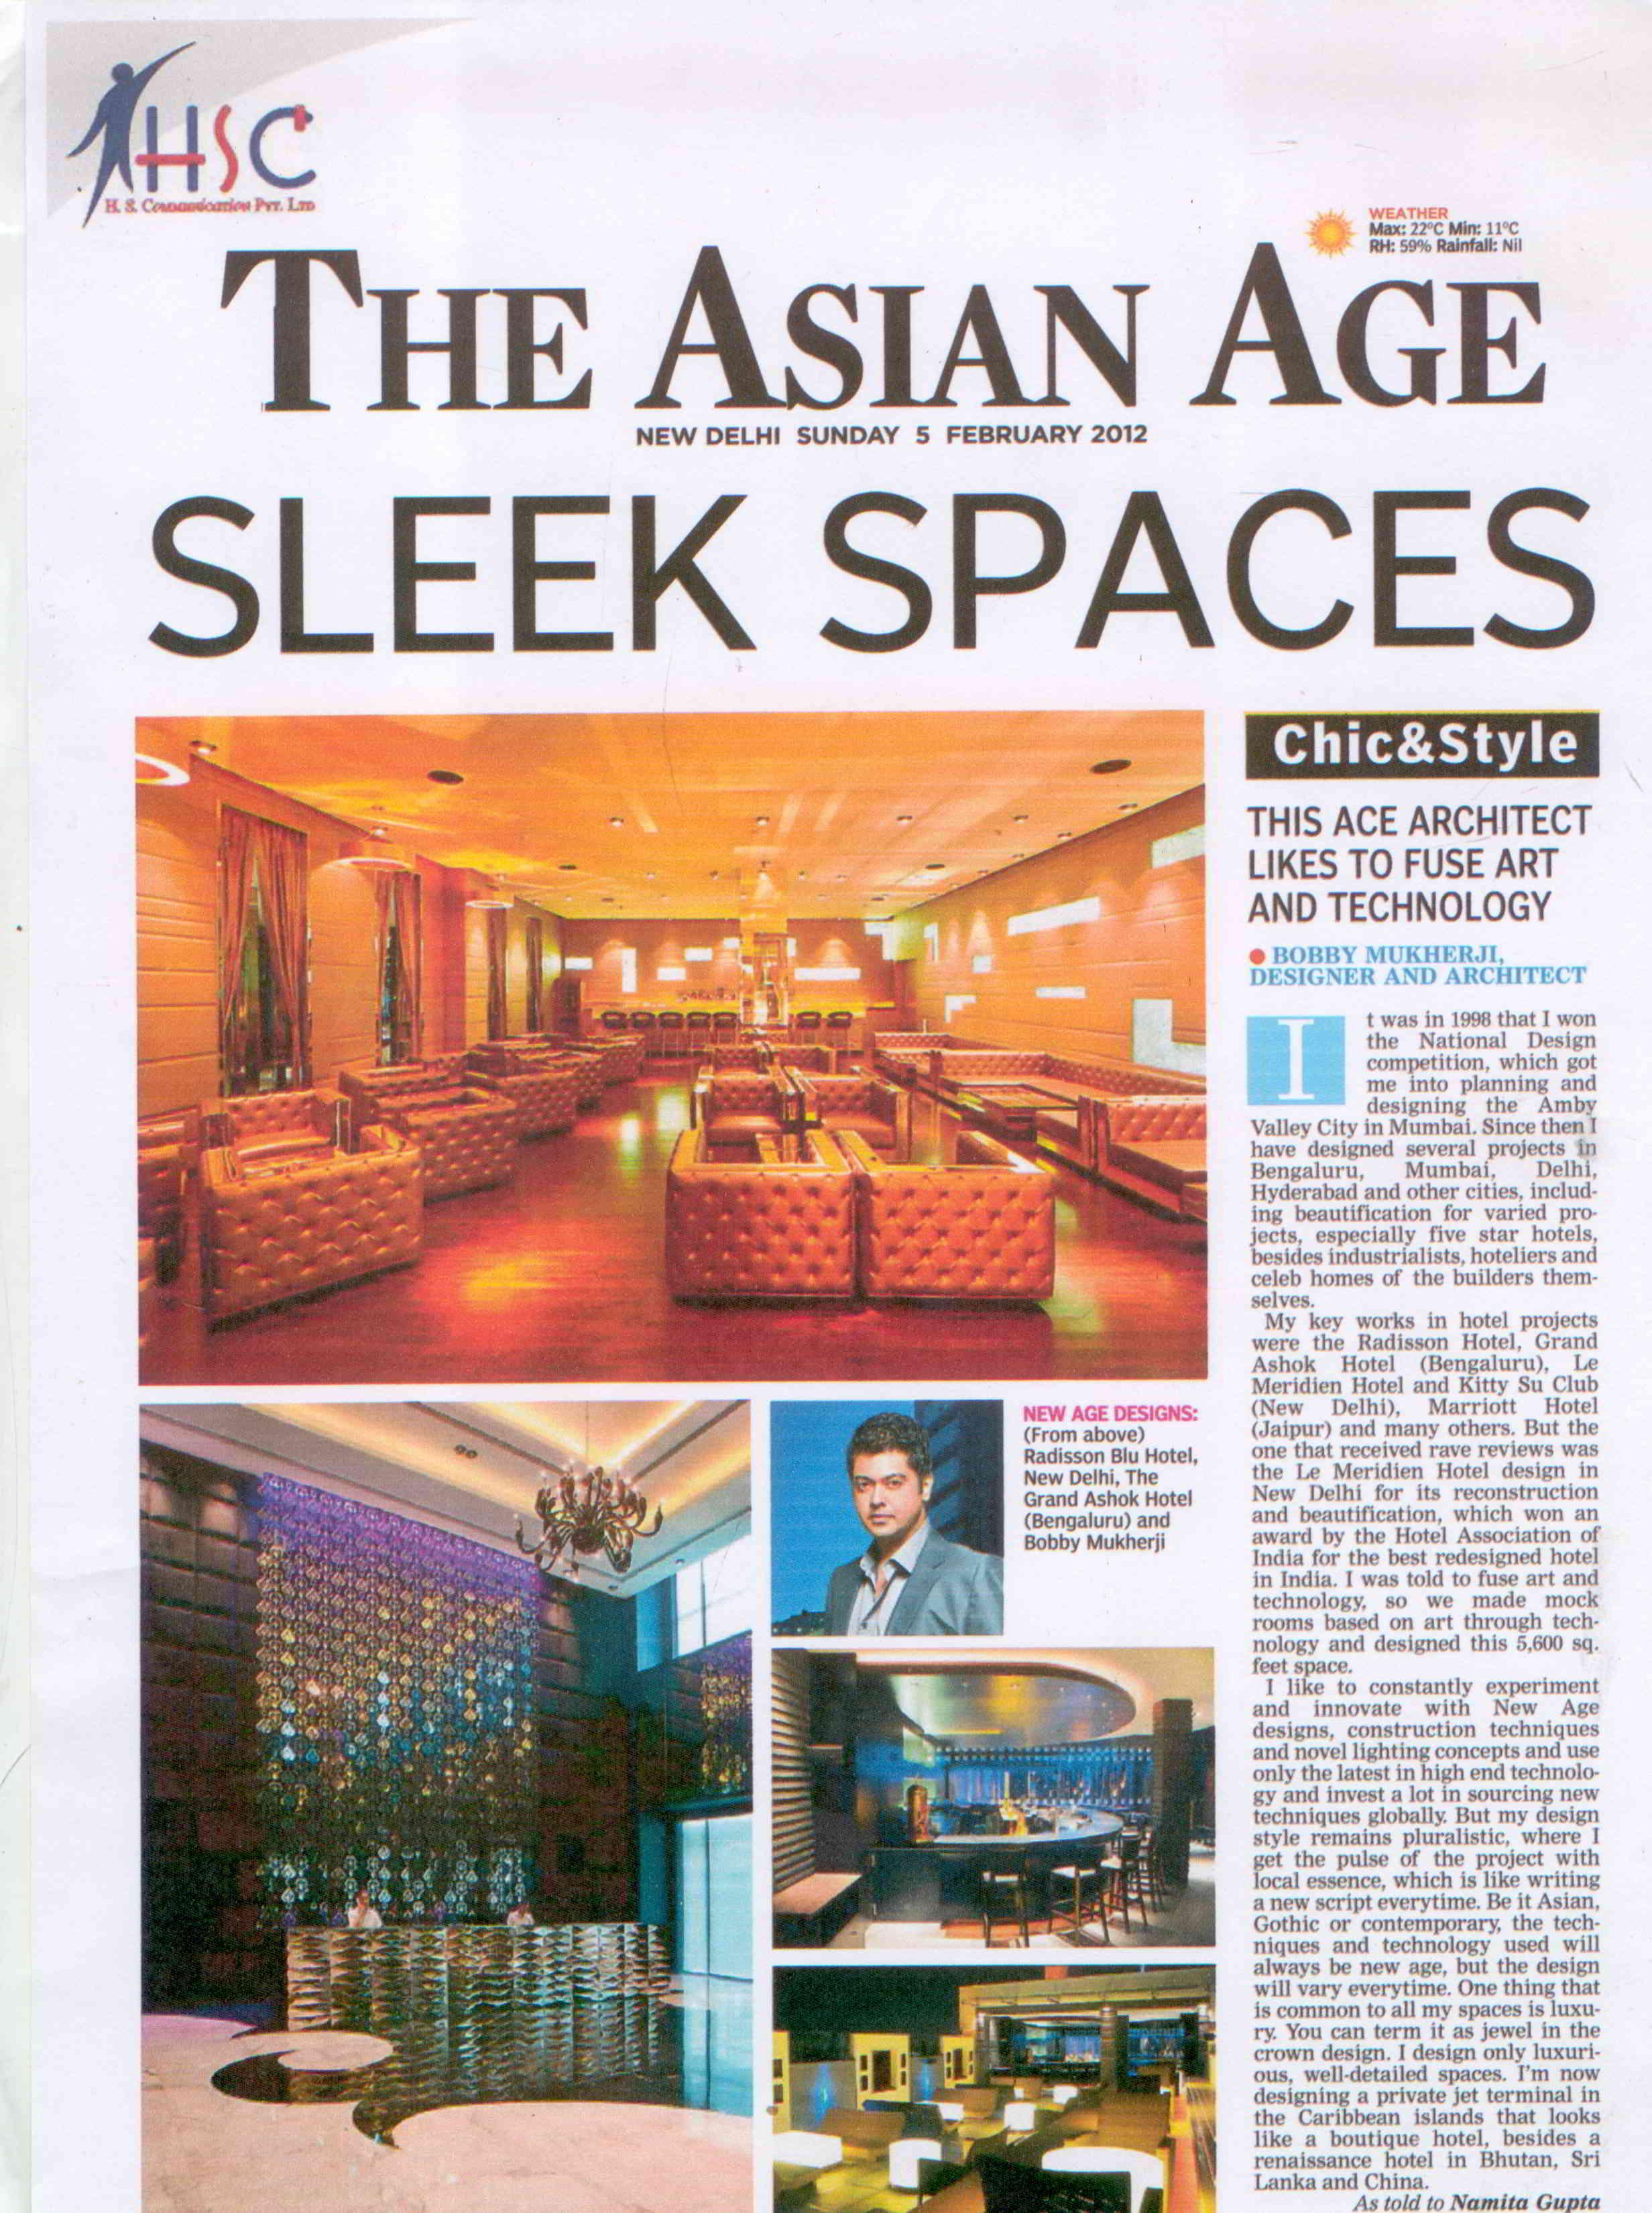 HSC
H. S. Communication Pvt. Ltd
WEATHER
Max: 22°C Min: 11°C
RH: 59% Rainfall: Nil
THE ASIAN AGE
NEW DELHI SUNDAY 5 FEBRUARY 2012
SLEEK SPACES
NEW AGE DESIGNS:
(From above)
Radisson Blu Hotel,
New Delhi, The
Grand Ashok Hotel
(Bengaluru) and
Bobby Mukherji
Chic&Style
THIS ACE ARCHITECT
LIKES TO FUSE ART
AND TECHNOLOGY
● BOBBY MUKHERJI,
DESIGNER AND ARCHITECT
It was in 1998 that I won
the National Design
competition, which got
me into planning and
designing the Amby
Valley City in Mumbai. Since then I
have designed several projects in
Bengaluru, Mumbai, Delhi,
Hyderabad and other cities, includ-
ing beautification for varied pro-
jects, especially five star hotels,
besides industrialists, hoteliers and
celeb homes of the builders them-
selves.
My key works in hotel projects
were the Radisson Hotel, Grand
Ashok Hotel (Bengaluru), Le
Meridien Hotel and Kitty Su Club
(New Delhi), Marriott Hotel
(Jaipur) and many others. But the
one that received rave reviews was
the Le Meridien Hotel design in
New Delhi for its reconstruction
and beautification, which won an
award by the Hotel Association of
India for the best redesigned hotel
in India. I was told to fuse art and
technology, so we made mock
rooms based on art through tech-
nology and designed this 5,600 sq.
feet space.
I like to constantly experiment
and innovate with New Age
designs, construction techniques
and novel lighting concepts and use
only the latest in high end technolo-
gy and invest a lot in sourcing new
techniques globally. But my design
style remains pluralistic, where I
get the pulse of the project with
local essence, which is like writing
a new script everytime. Be it Asian,
Gothic or contemporary, the tech-
niques and technology used will
always be new age, but the design
will vary everytime. One thing that
is common to all my spaces is luxu-
ry. You can term it as jewel in the
crown design. I design only luxuri-
ous, well-detailed spaces. I'm now
designing a private jet terminal in
the Caribbean islands that looks
like a boutique hotel, besides a
renaissance hotel in Bhutan, Sri
Lanka and China.
As told to Namita Gupta